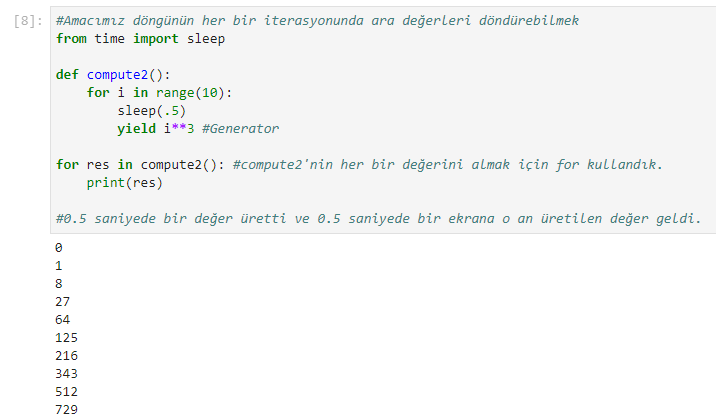 [8]: #Amacımız döngünün her bir iterasyonunda ara değerleri döndürebilmek
from time import sleep
def compute2():
    for i in range(10):
        sleep(.5)
        yield i**3 #Generator
for res in compute2(): #compute2'nin her bir değerini almak için for kullandık.
    print(res)
#0.5 saniyede bir değer üretti ve 0.5 saniyede bir ekrana o an üretilen değer geldi.
0
1
8
27
64
125
216
343
512
729